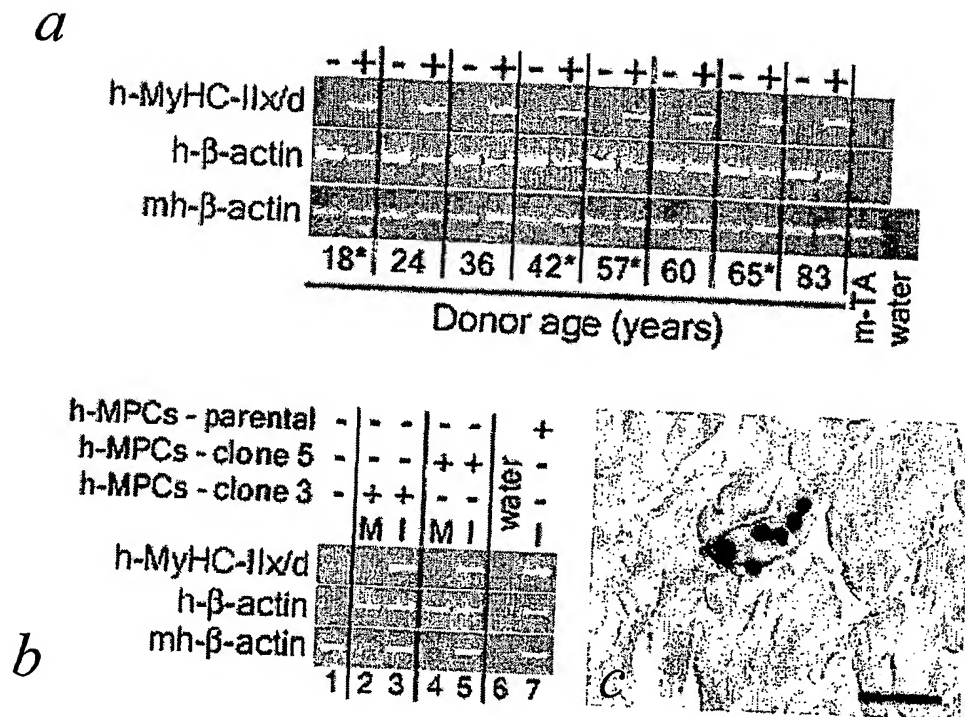 a
- + - + - + - + - + - + - + - +
h-MyHC-IIx/d
h-β-actin
mh-β-actin
18* 24 36 42* 57* 60 65* 83 m-TA water
Donor age (years)
h-MPCs - parental - - - - - +
h-MPCs - clone 5 - - - + + water -
h-MPCs - clone 3 - + + - - -
M I M I I
h-MyHC-IIx/d
h-β-actin
mh-β-actin
b
1 2 3 4 5 6 7
c